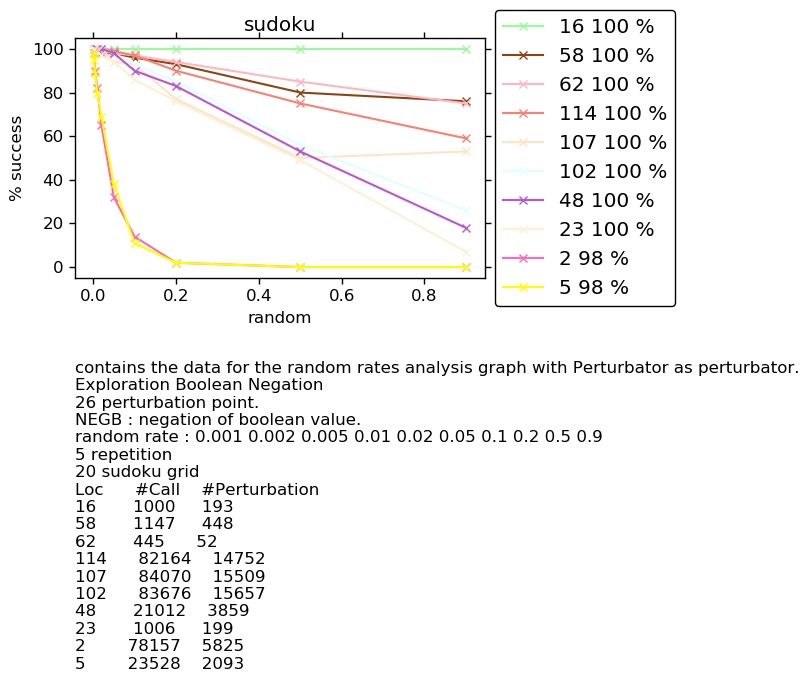 sudoku
% success
100
80
60
40
20
0
0.0 0.2 0.4 0.6 0.8
random
16 100 %
58 100 %
62 100 %
114 100 %
107 100 %
102 100 %
48 100 %
23 100 %
2 98 %
5 98 %
contains the data for the random rates analysis graph with Perturbator as perturbator.
Exploration Boolean Negation
26 perturbation point.
NEGB : negation of boolean value.
random rate : 0.001 0.002 0.005 0.01 0.02 0.05 0.1 0.2 0.5 0.9
5 repetition
20 sudoku grid
Loc #Call #Perturbation
16 1000 193
58 1147 448
62 445 52
114 82164 14752
107 84070 15509
102 83676 15657
48 21012 3859
23 1006 199
2 78157 5825
5 23528 2093